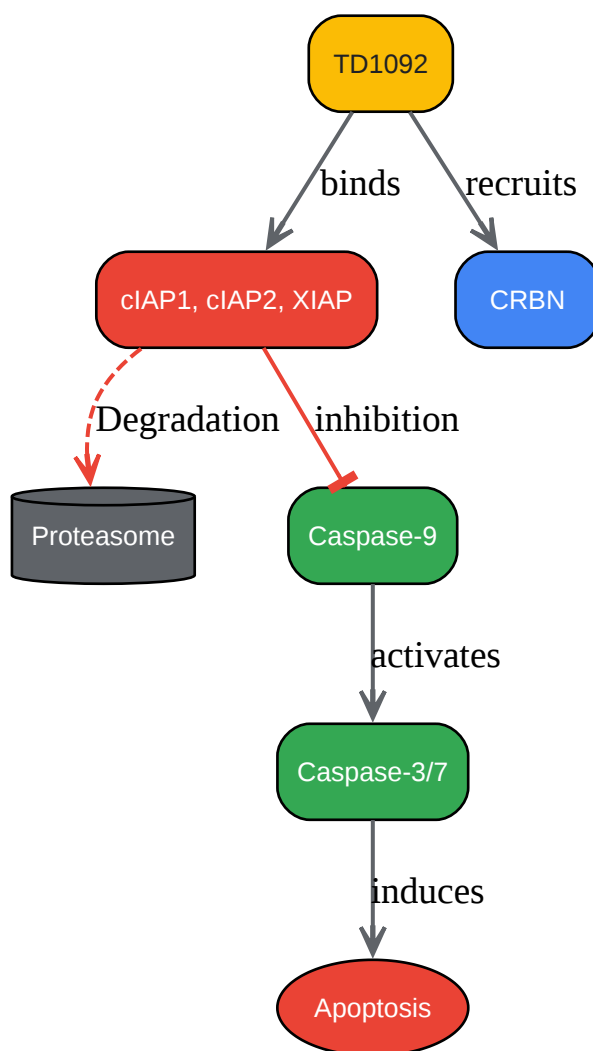 TD1092
binds
recruits
cIAP1, cIAP2, XIAP
CRBN
Degradation
inhibition
Proteasome
Caspase-9
activates
Caspase-3/7
induces
Apoptosis